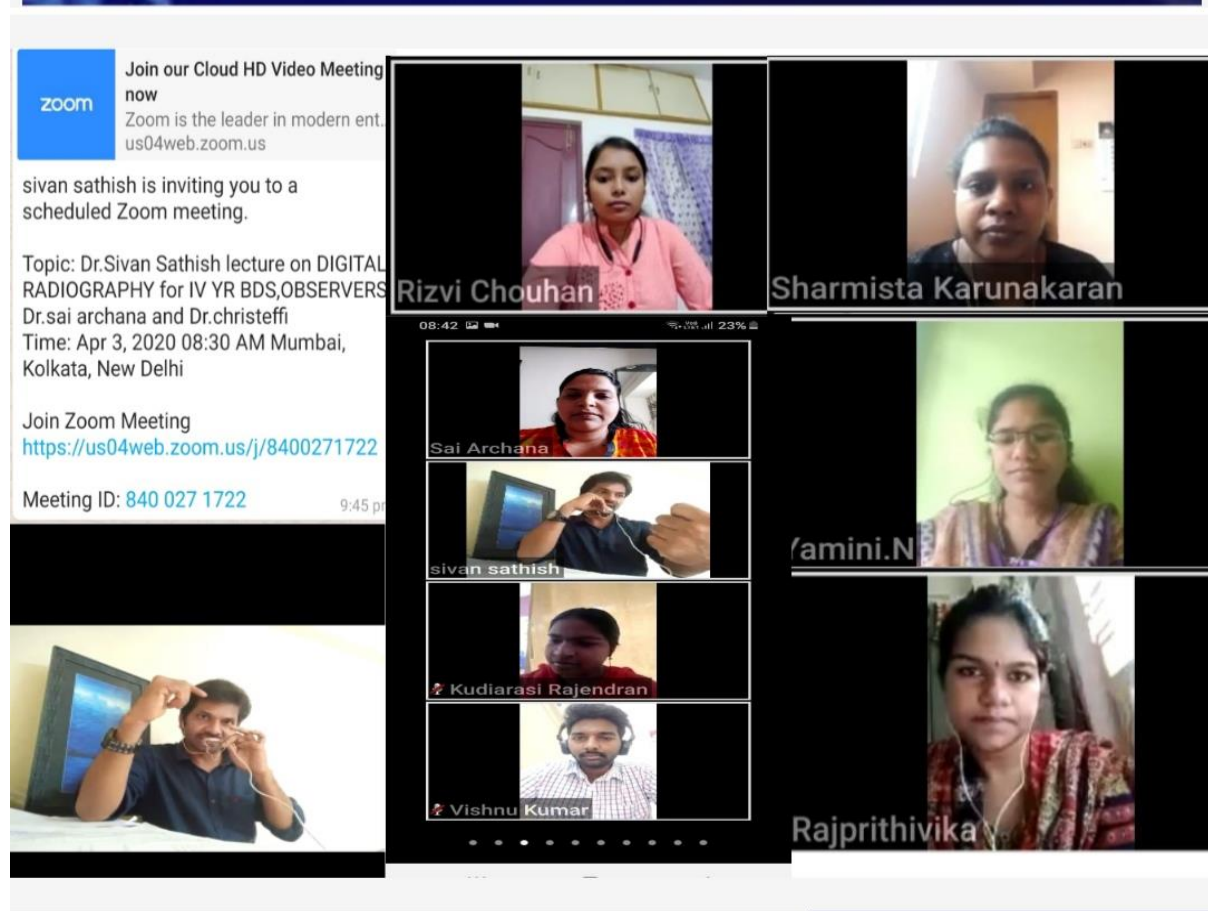 zoom
Join our Cloud HD Video Meeting
now
Zoom is the leader in modern ent..
us04web.zoom.us
sivan sathish is inviting you to a
scheduled Zoom meeting.
Topic: Dr.Sivan Sathish lecture on DIGITAL
RADIOGRAPHY for IV YR BDS,OBSERVERS
Dr.sai archana and Dr.christeffi
Time: Apr 3, 2020 08:30 AM Mumbai,
Kolkata, New Delhi
Join Zoom Meeting
https://us04web.zoom.us/j/8400271722
Meeting ID: 840 027 1722
9:45 pm
Rizvi Chouhan
Sharmista Karunakaran
08:42
23%
Sai Archana
sivan sathish
Kudiarasi Rajendran
Vishnu Kumar
Yamini.N
Rajprithivika